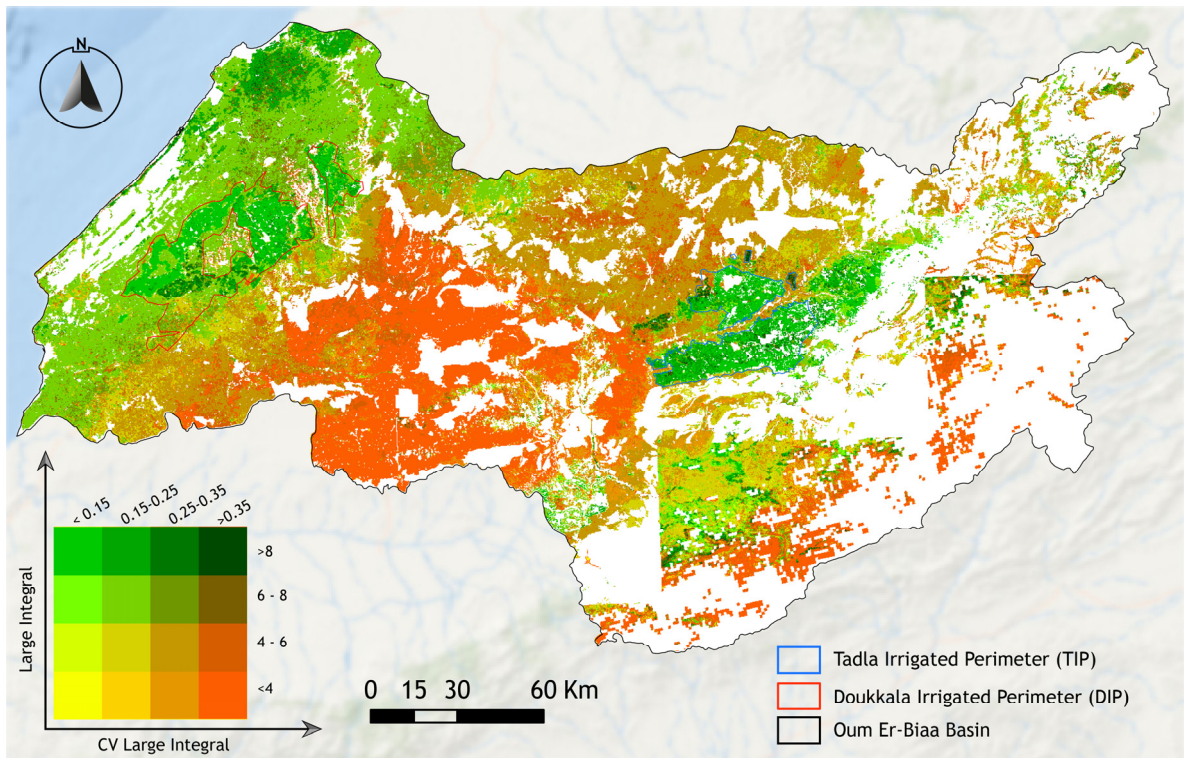 N
< 0.15
0.15-0.25
0.25-0.35
>0.35
>8
6 - 8
4 - 6
<4
Large Integral
CV Large Integral
0 15 30 60 Km
Tadla Irrigated Perimeter (TIP)
Doukkala Irrigated Perimeter (DIP)
Oum Er-Biaa Basin